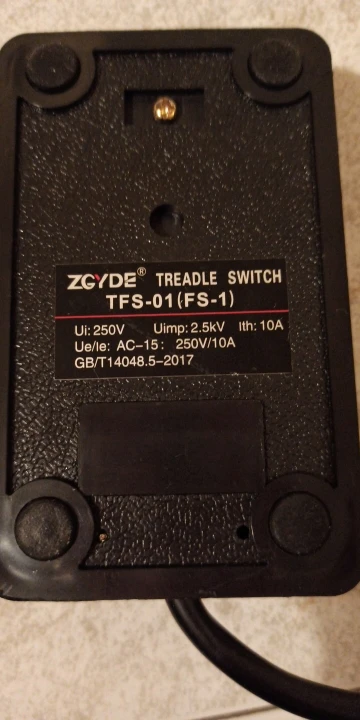 ZGYDE® TREADLE SWITCH
TFS-01(FS-1)
Ui:250V Uimp:2.5kV Ith:10A
Ue/Ie: AC-15: 250V/10A
GB/T14048.5-2017